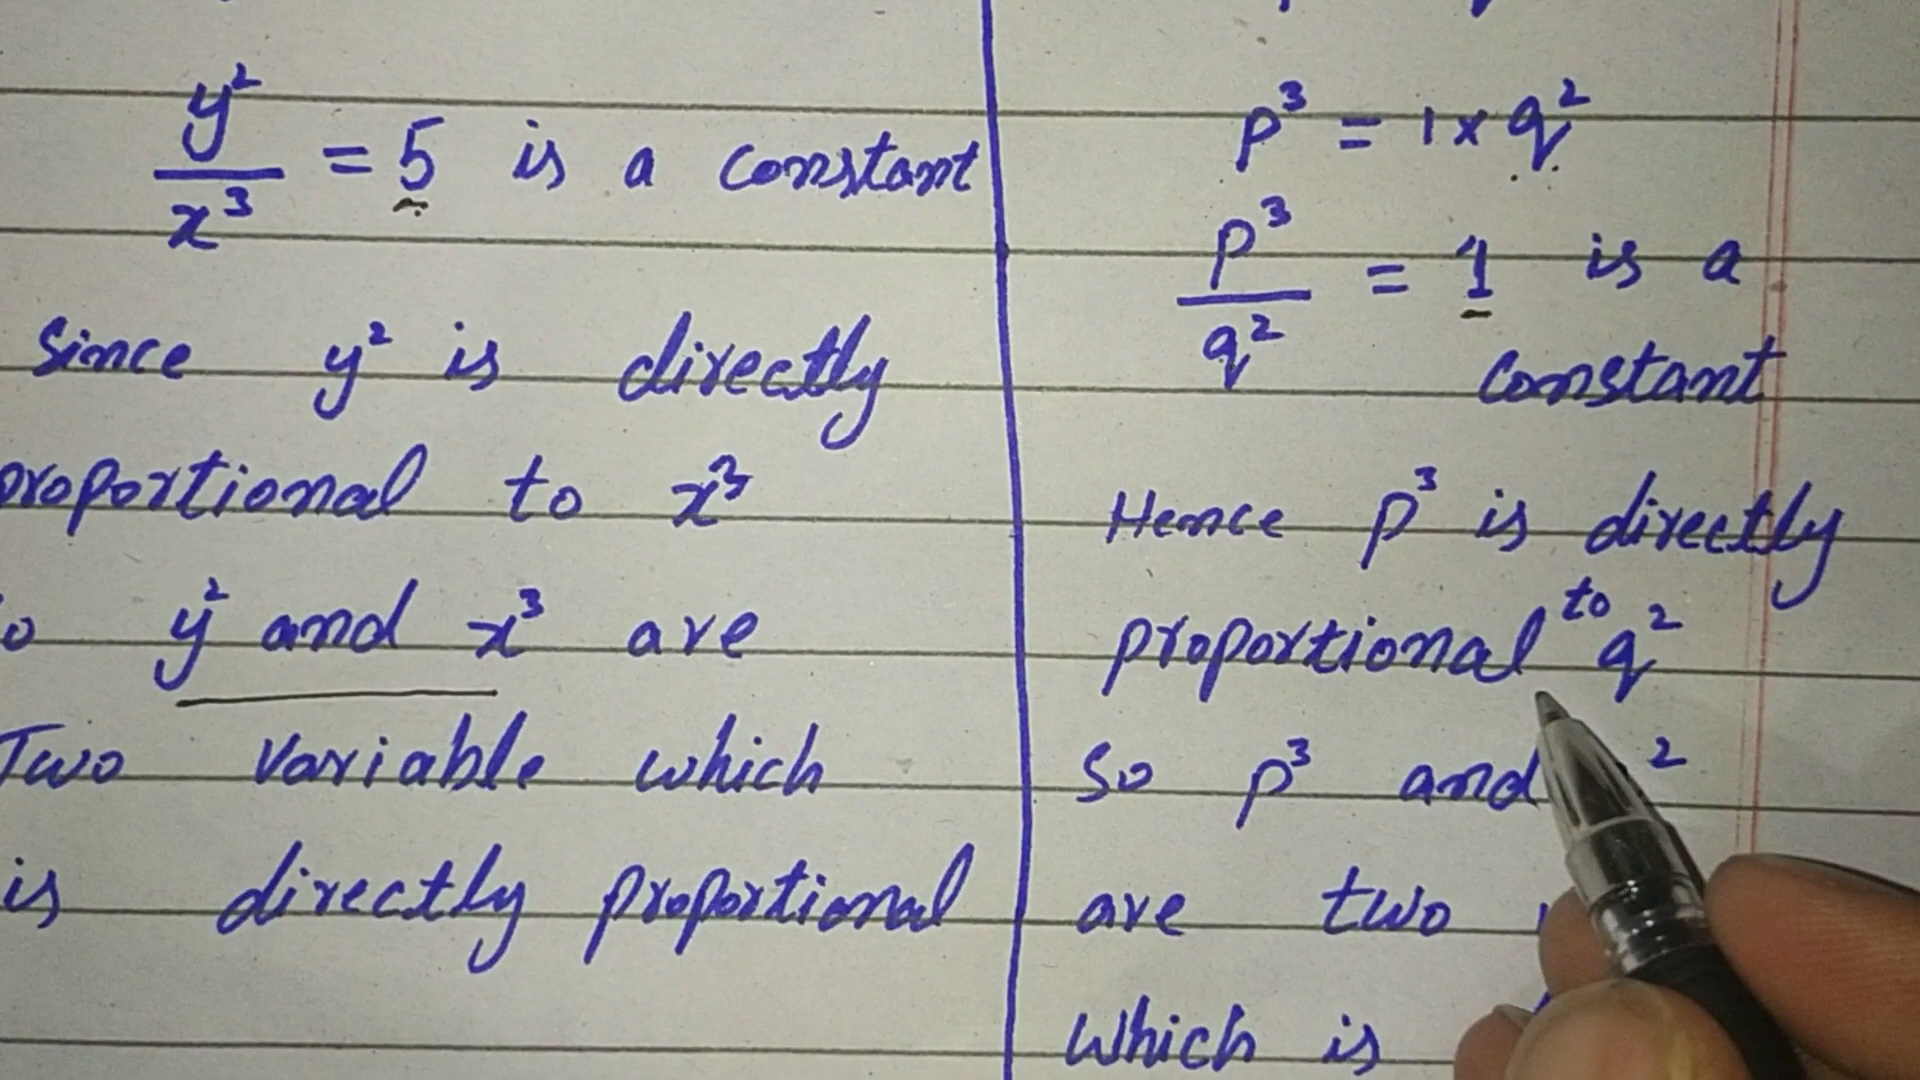 y² / x³ = 5 is a constant
Since y² is directly
proportional to x³
y² and x³ are
Two variable which
is directly proportional
p³ = 1 × q²
p³ / q² = 1 is a
constant
Hence p³ is directly
proportional to q²
So p³ and ²
are two
which is